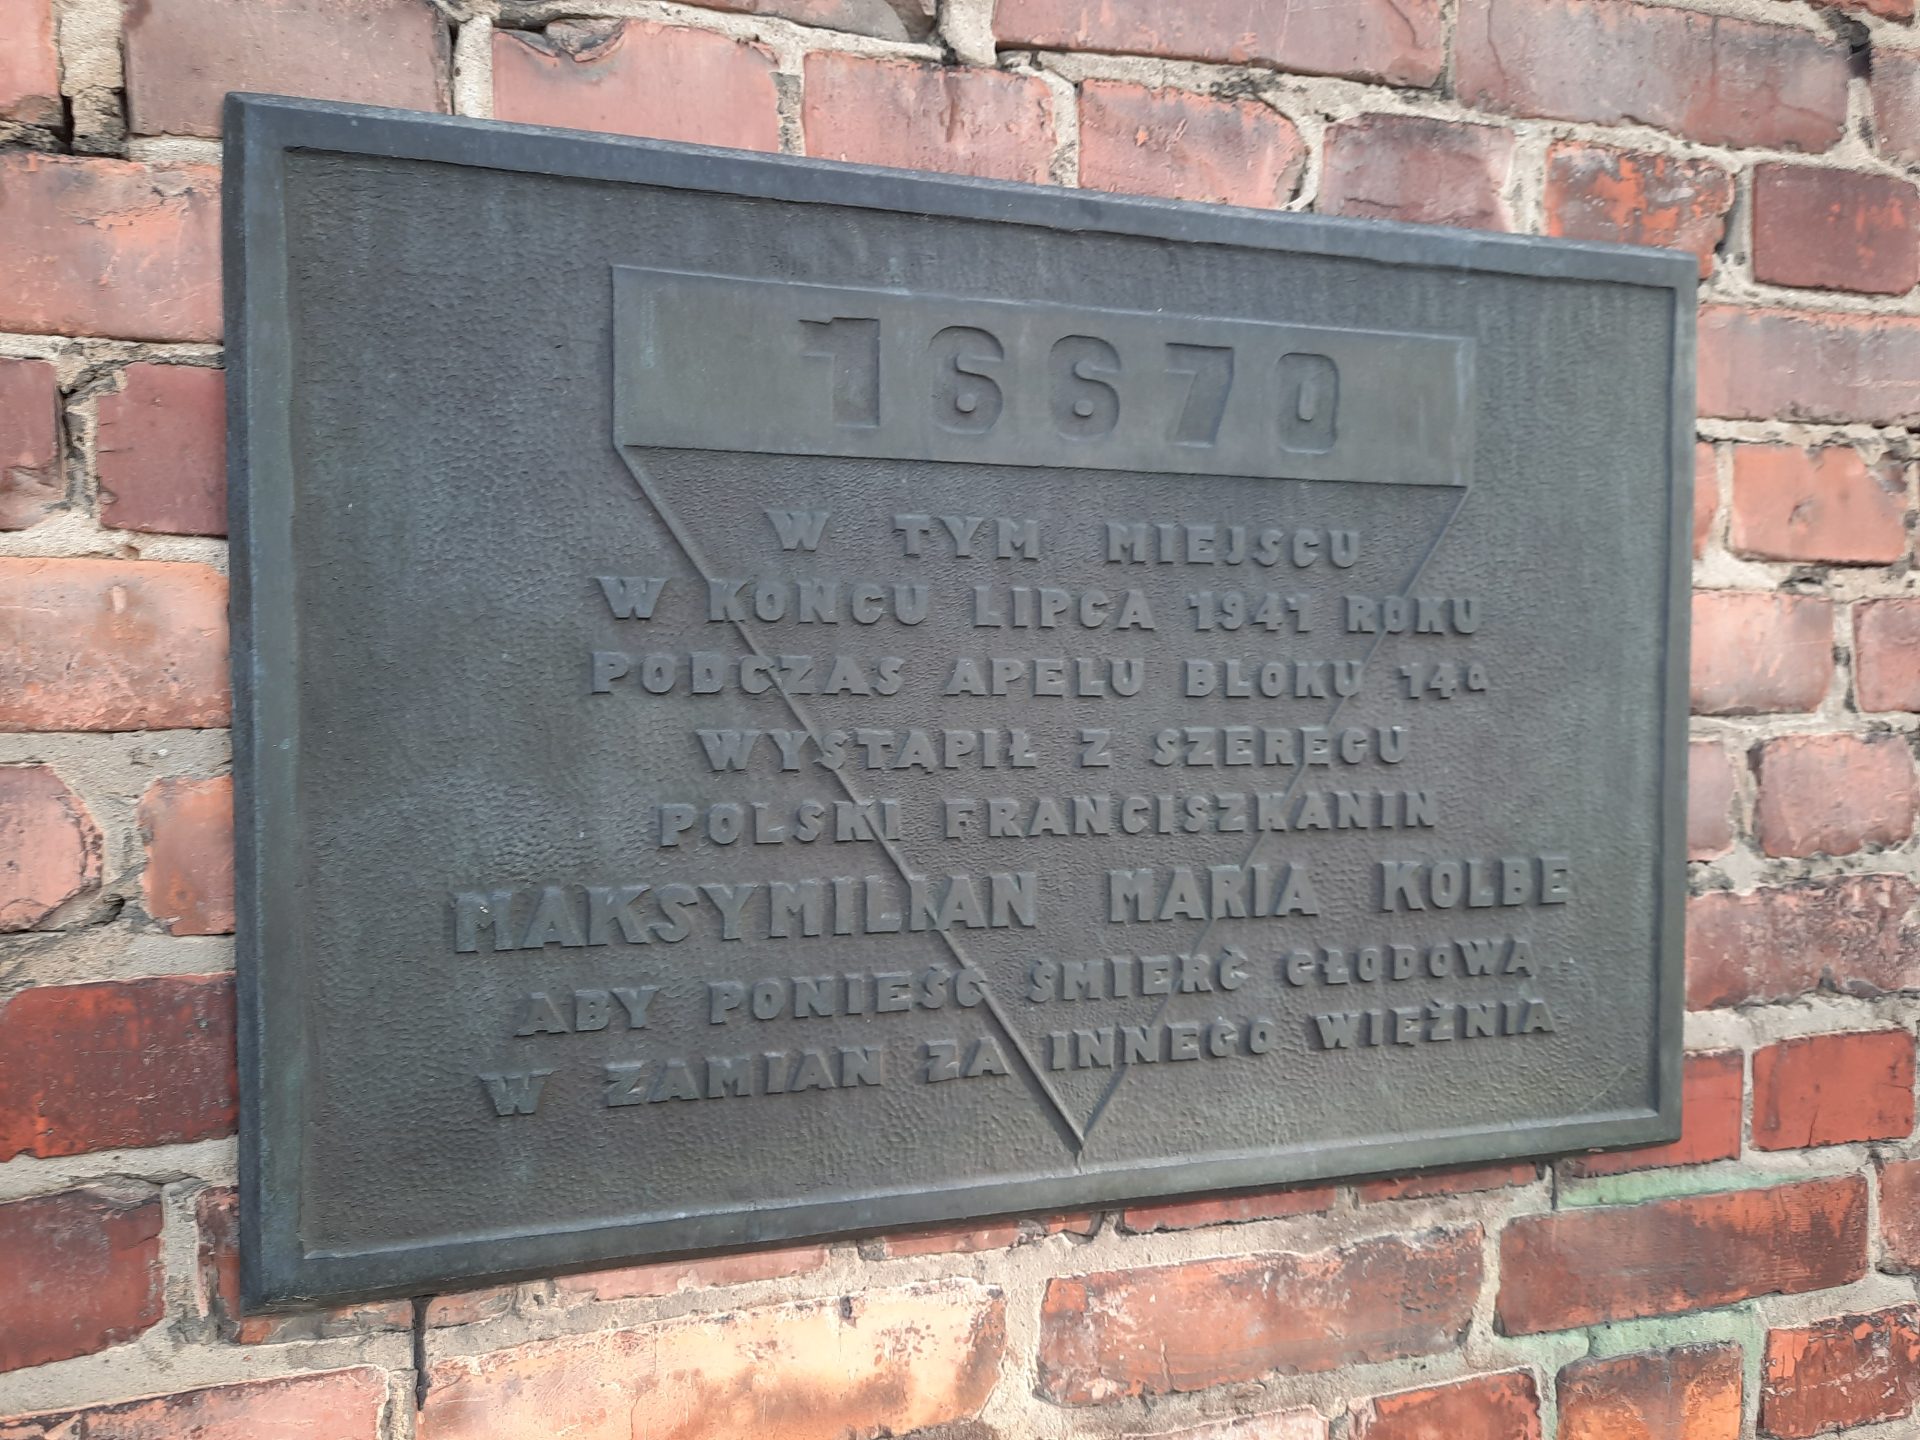 16670
W TYM MIEJSCU
W KOŃCU LIPCA 1941 ROKU
PODCZAS APELU BLOKU 14a
WYSTĄPIŁ Z SZEREGU
POLSKI FRANCISZKANIN
MAKSYMILIAN MARIA KOLBE
ABY PONIEŚĆ ŚMIERĆ GŁODOWĄ
W ZAMIAN ZA INNEGO WIĘŹNIA